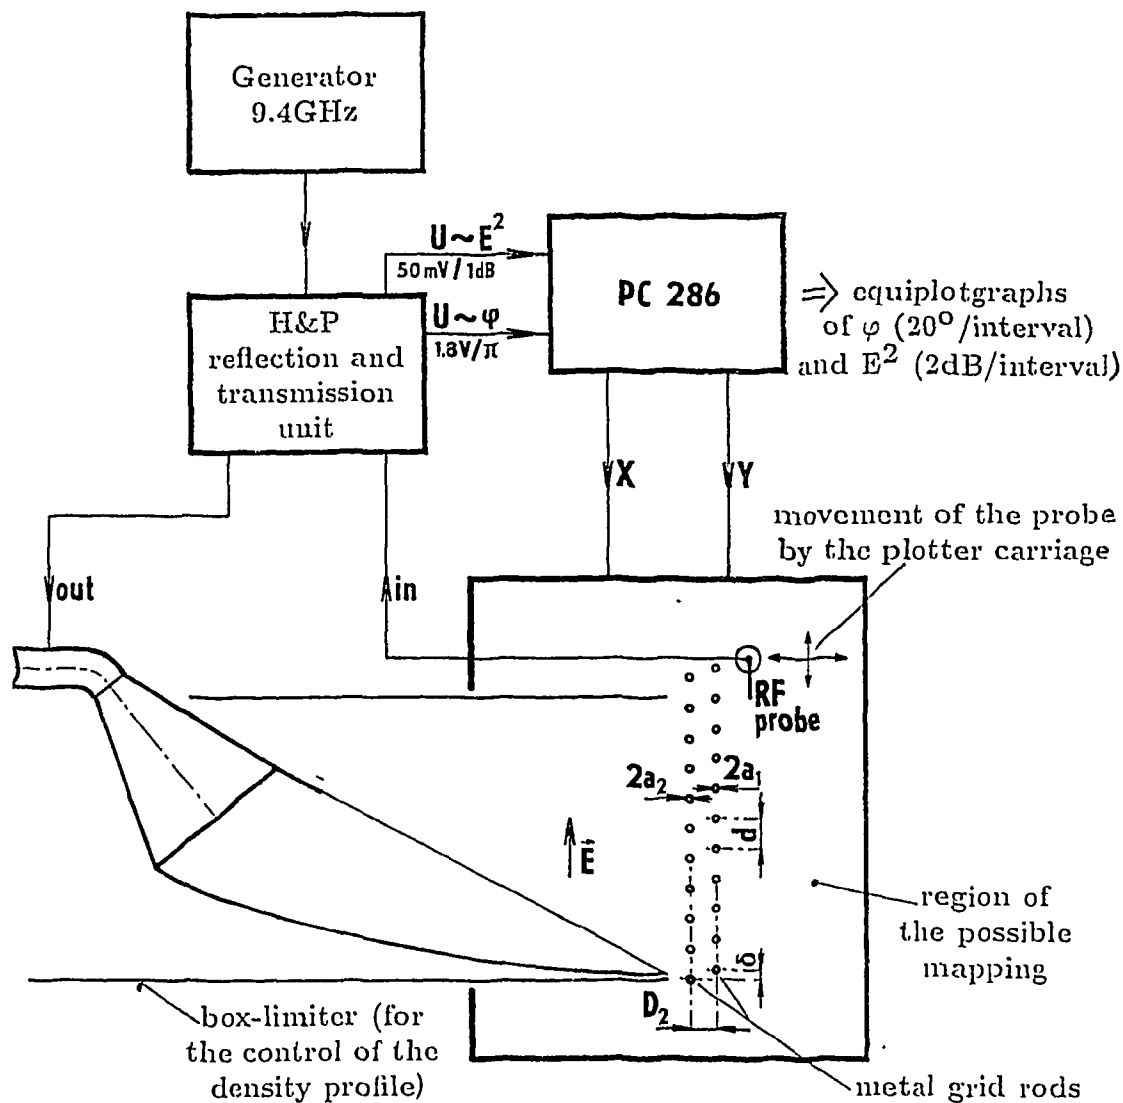 Generator
9.4GHz
U~E²
50mV/1dB
U~φ
1.8V/π
H&P
reflection and
transmission
unit
PC 286
⇒ equiplotgraphs
of φ (20°/interval)
and E² (2dB/interval)
X
Y
movement of the probe
by the plotter carriage
out
in
RF
probe
2a₂
2a₁
d
E⃗
region of
the possible
mapping
δ
D₂
box-limiter (for
the control of the
density profile)
metal grid rods